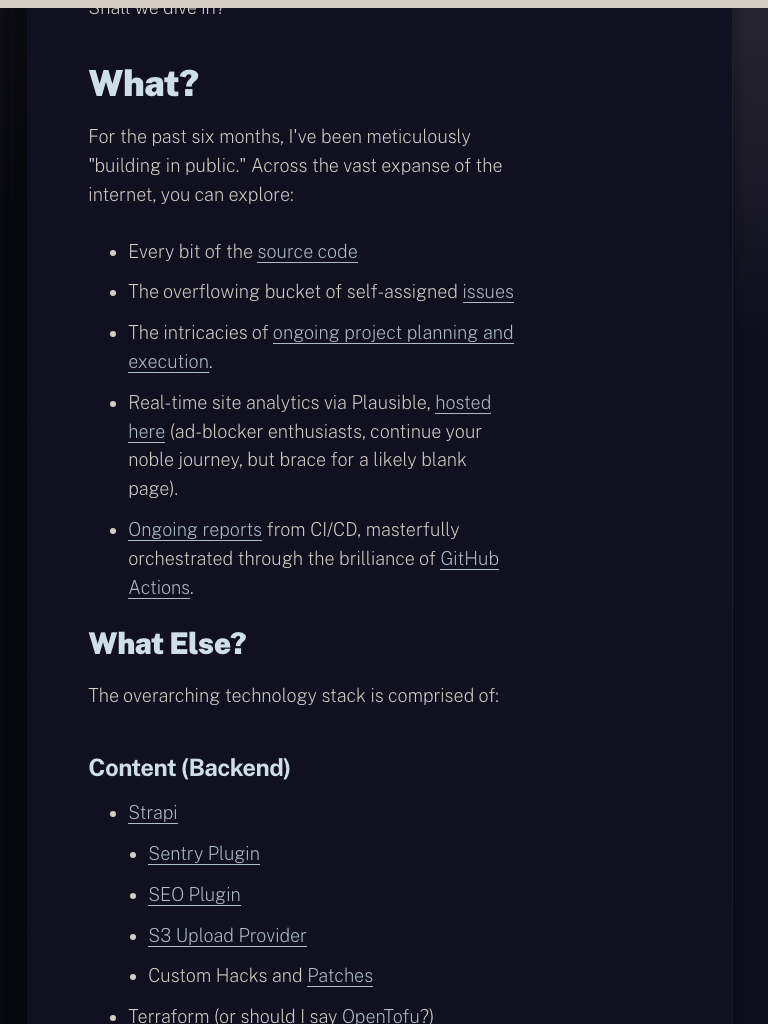 Shall we dive in?
What?
For the past six months, I've been meticulously
"building in public." Across the vast expanse of the
internet, you can explore:
Every bit of the source code
The overflowing bucket of self-assigned issues
The intricacies of ongoing project planning and
execution.
Real-time site analytics via Plausible, hosted
here (ad-blocker enthusiasts, continue your
noble journey, but brace for a likely blank
page).
Ongoing reports from CI/CD, masterfully
orchestrated through the brilliance of GitHub
Actions.
What Else?
The overarching technology stack is comprised of:
Content (Backend)
Strapi
Sentry Plugin
SEO Plugin
S3 Upload Provider
Custom Hacks and Patches
Terraform (or should I say OpenTofu?)